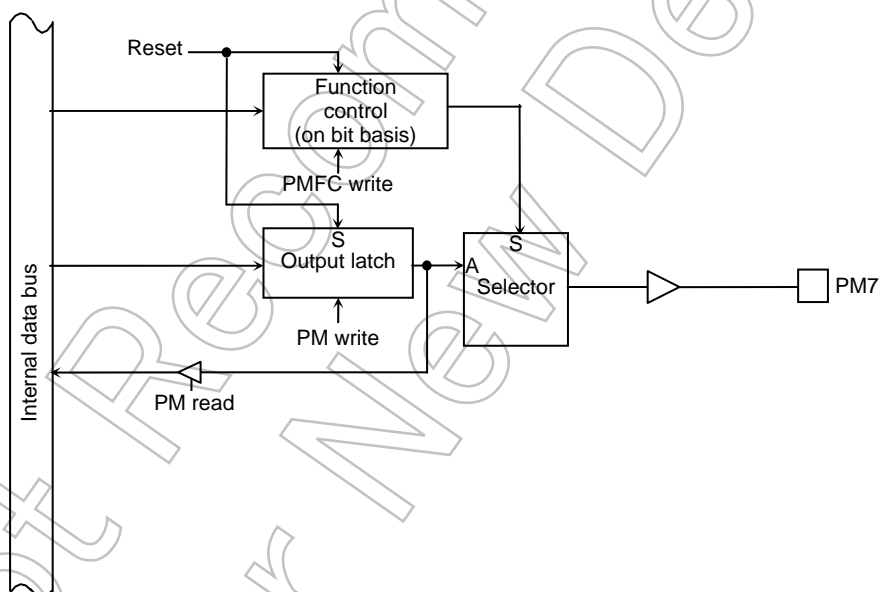 Reset
Function
control
(on bit basis)
PMFC write
S
Output latch
S
A
Selector
PM7
PM write
PM read
Internal data bus